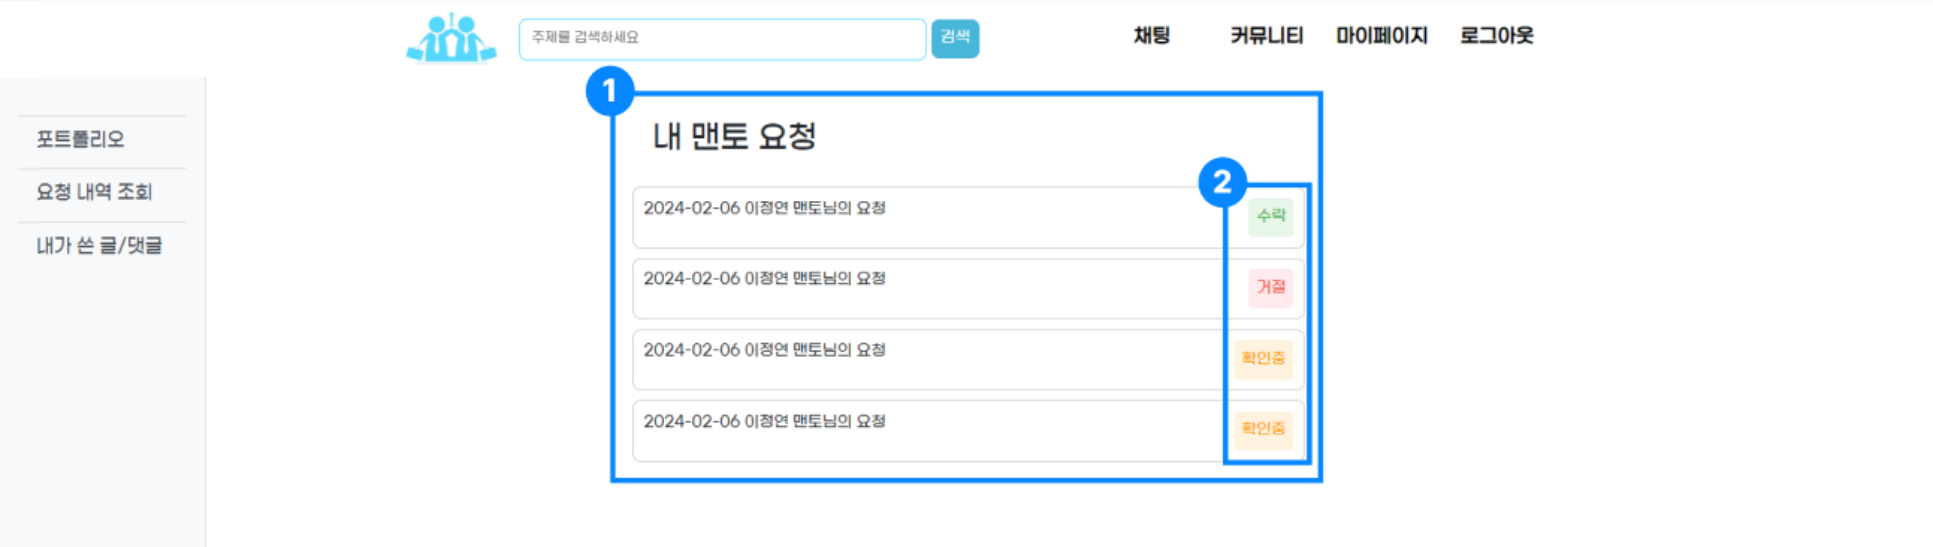 주제를 검색하세요
검색
채팅
커뮤니티
마이페이지
로그아웃
포트폴리오
요청 내역 조회
내가 쓴 글/댓글
1
내 맨토 요청
2
2024-02-06 이정연 맨토님의 요청
수락
2024-02-06 이정연 맨토님의 요청
거절
2024-02-06 이정연 맨토님의 요청
확인중
2024-02-06 이정연 맨토님의 요청
확인중